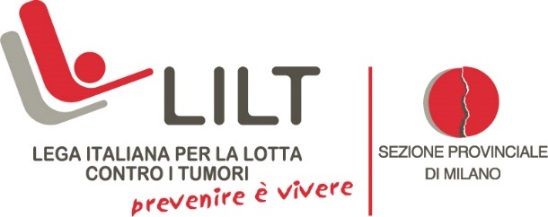 LILT
LEGA ITALIANA PER LA LOTTA
CONTRO I TUMORI
prevenire è vivere
SEZIONE PROVINCIALE
DI MILANO